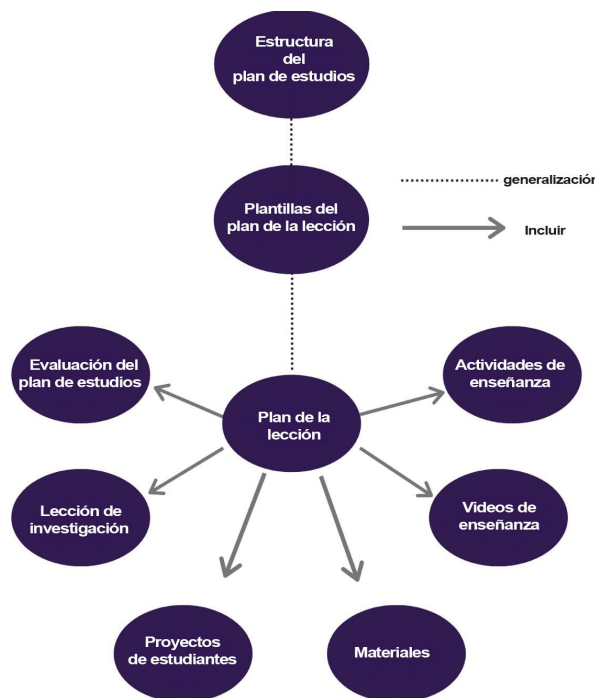 Estructura
del
plan de estudios
Plantillas del
plan de la lección
generalización
Incluir
Evaluación del
plan de estudios
Actividades de
enseñanza
Plan de la
lección
Lección de
investigación
Videos de
enseñanza
Proyectos
de estudiantes
Materiales